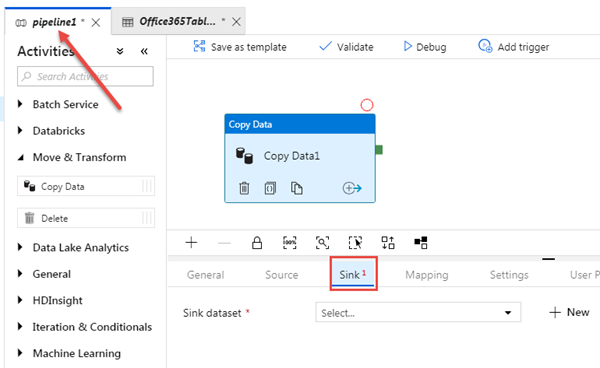 pipeline1 *
Office365Tabl... *
Activities
Search Activities
Batch Service
Databricks
Move & Transform
Copy Data
Delete
Data Lake Analytics
General
HDInsight
Iteration & Conditionals
Machine Learning
Save as template
Validate
Debug
Add trigger
Copy Data
Copy Data1
100%
General
Source
Sink 1
Mapping
Settings
User P
Sink dataset *
Select...
New